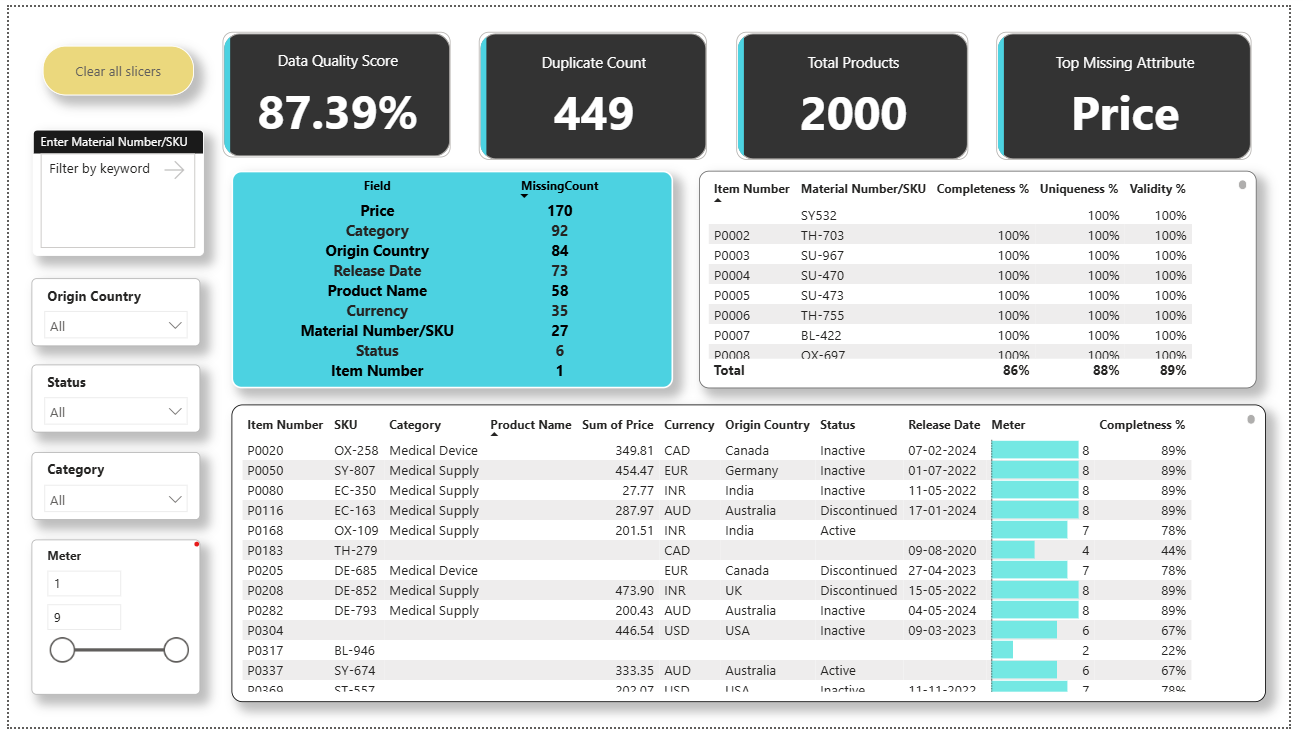 Clear all slicers
Data Quality Score
87.39%
Duplicate Count
449
Total Products
2000
Top Missing Attribute
Price
Enter Material Number/SKU
Filter by keyword
Origin Country
All
Status
All
Category
All
Meter
1
9
Field MissingCount
Price 170
Category 92
Origin Country 84
Release Date 73
Product Name 58
Currency 35
Material Number/SKU 27
Status 6
Item Number 1
Item Number Material Number/SKU Completeness % Uniqueness % Validity %
SY532 100% 100%
P0002 TH-703 100% 100% 100%
P0003 SU-967 100% 100% 100%
P0004 SU-470 100% 100% 100%
P0005 SU-473 100% 100% 100%
P0006 TH-755 100% 100% 100%
P0007 BL-422 100% 100% 100%
P0008 OX-697 100% 100% 100%
Total 86% 88% 89%
Item Number SKU Category Product Name Sum of Price Currency Origin Country Status Release Date Meter Completness %
P0020 OX-258 Medical Device 349.81 CAD Canada Inactive 07-02-2024 8 89%
P0050 SY-807 Medical Supply 454.47 EUR Germany Inactive 01-07-2022 8 89%
P0080 EC-350 Medical Supply 27.77 INR India Inactive 11-05-2022 8 89%
P0116 EC-163 Medical Supply 287.97 AUD Australia Discontinued 17-01-2024 8 89%
P0168 OX-109 Medical Supply 201.51 INR India Active 7 78%
P0183 TH-279 CAD 09-08-2020 4 44%
P0205 DE-685 Medical Device EUR Canada Discontinued 27-04-2023 7 78%
P0208 DE-852 Medical Supply 473.90 INR UK Discontinued 15-05-2022 8 89%
P0282 DE-793 Medical Supply 200.43 AUD Australia Inactive 04-05-2024 8 89%
P0304 446.54 USD USA Inactive 09-03-2023 6 67%
P0317 BL-946 2 22%
P0337 SY-674 333.35 AUD Australia Active 6 67%
P0369 ST-557 202.07 USD USA Inactive 11-11-2022 7 78%